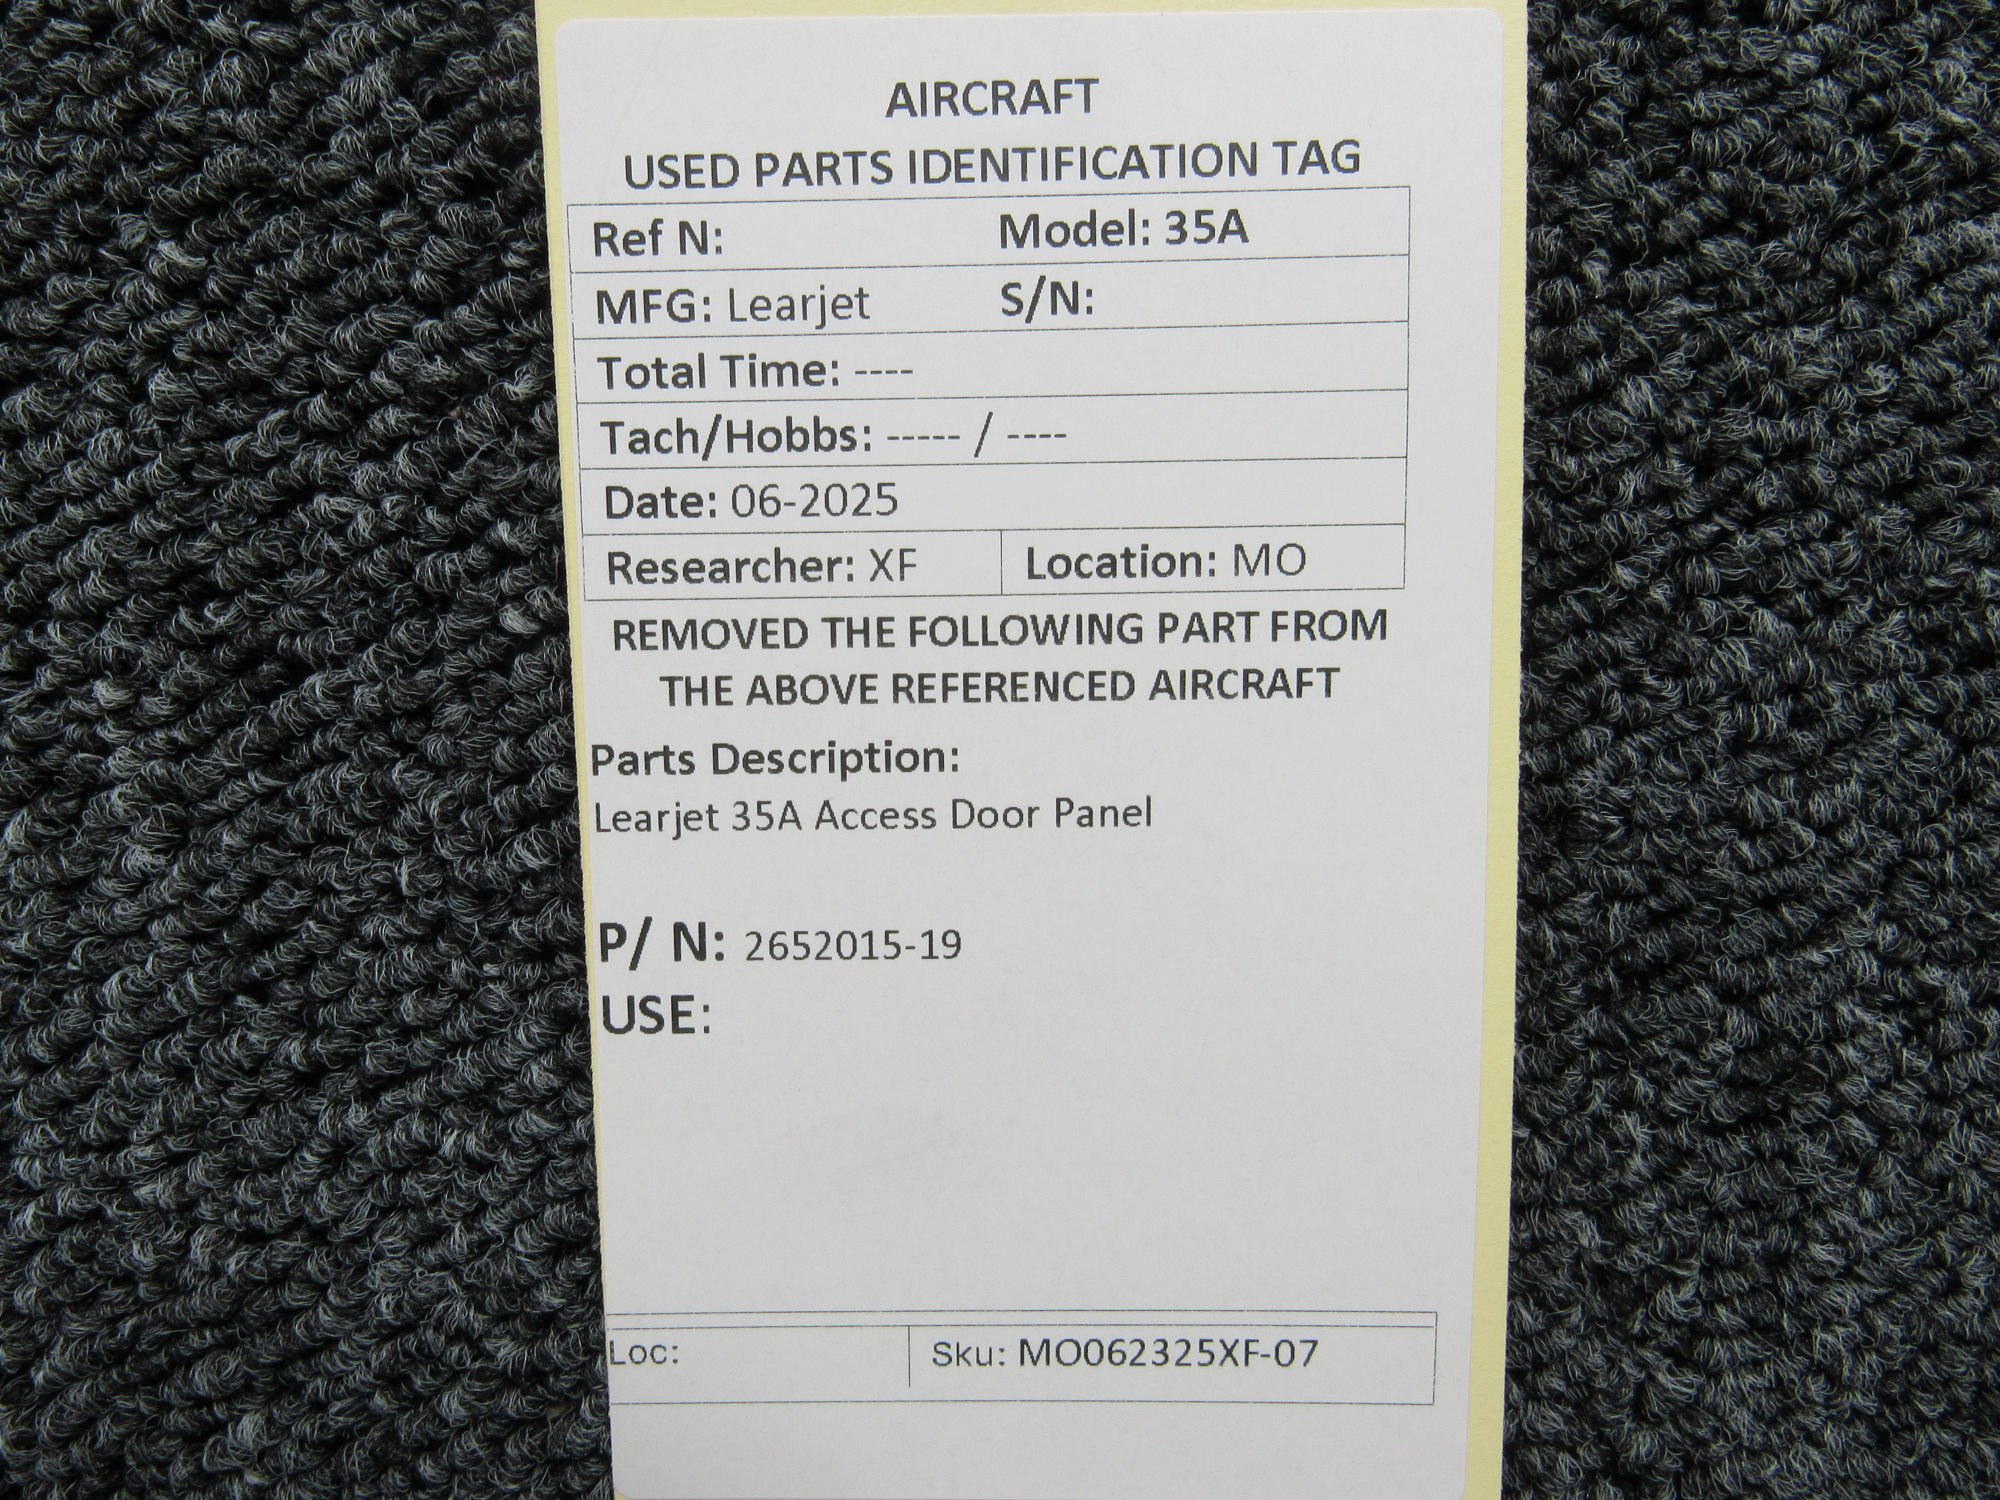 AIRCRAFT
USED PARTS IDENTIFICATION TAG
Ref N: Model: 35A
MFG: Learjet S/N:
Total Time: ----
Tach/Hobbs: ----- / ----
Date: 06-2025
Researcher: XF Location: MO
REMOVED THE FOLLOWING PART FROM
THE ABOVE REFERENCED AIRCRAFT
Parts Description:
Learjet 35A Access Door Panel
P/ N: 2652015-19
USE:
Loc: Sku: MO062325XF-07